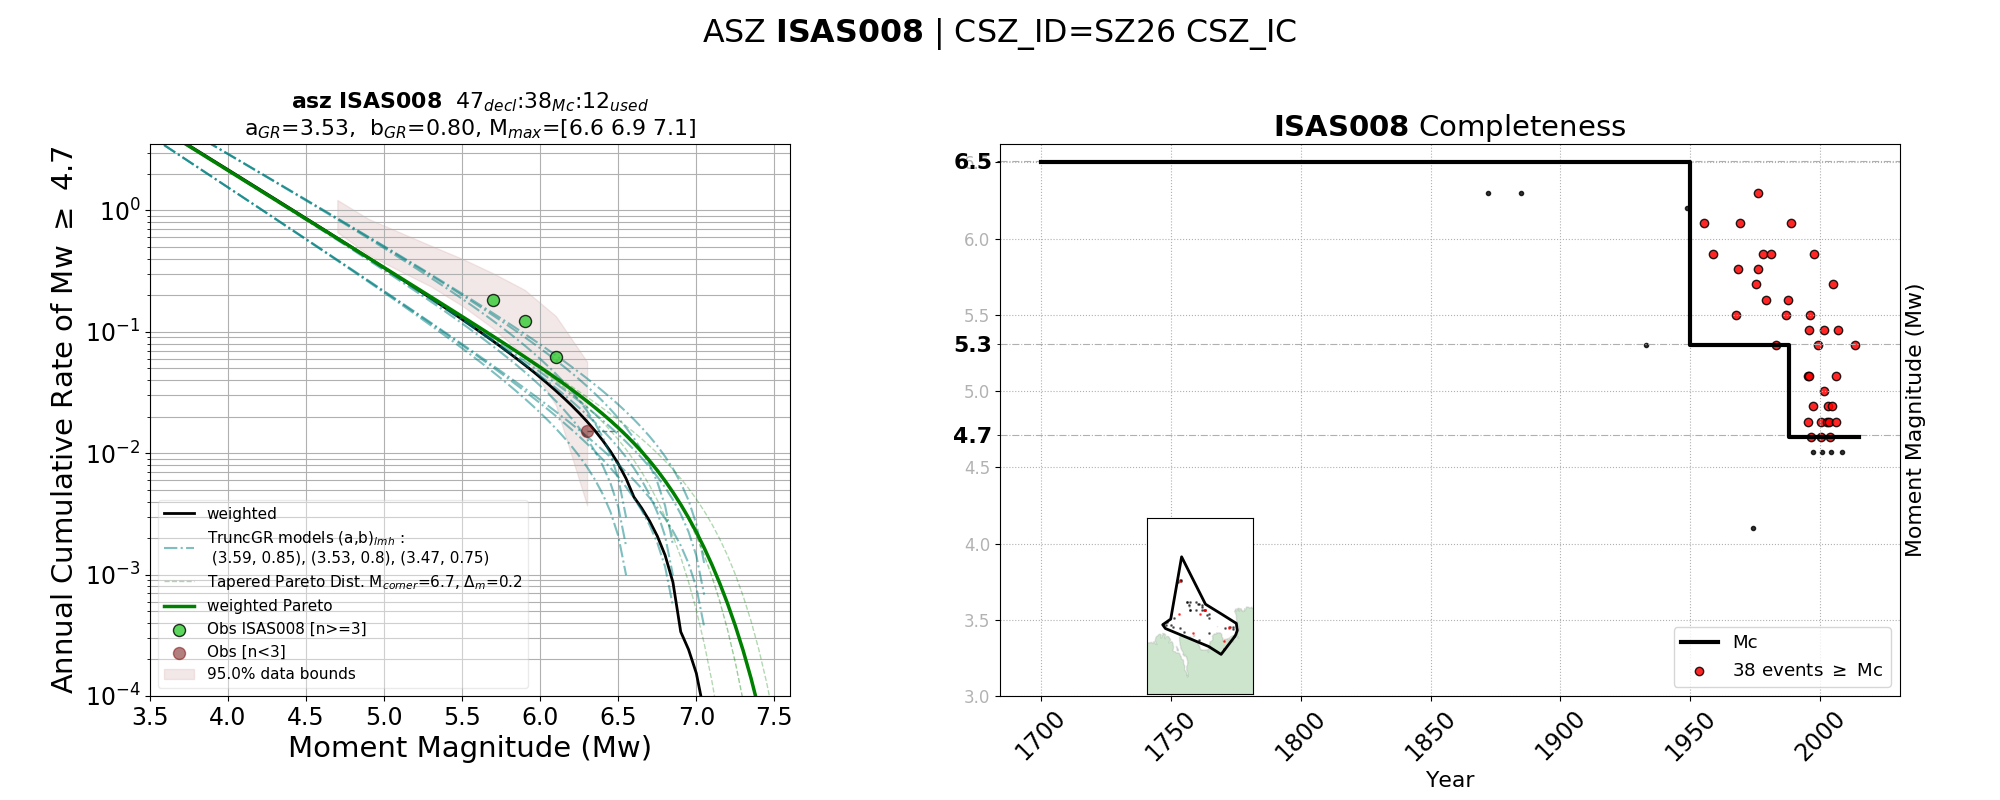 ASZ ISAS008 | CSZ_ID=SZ26 CSZ_IC
asz ISAS008 47decl:38Mc:12used
aGR=3.53, bGR=0.80, Mmax=[6.6 6.9 7.1]
Annual Cumulative Rate of Mw ≥ 4.7
10^0
10^-1
10^-2
10^-3
10^-4
weighted
TruncGR models (a,b)lmh :
(3.59, 0.85), (3.53, 0.8), (3.47, 0.75)
Tapered Pareto Dist. Mcorner=6.7, Δm=0.2
weighted Pareto
Obs ISAS008 [n>=3]
Obs [n<3]
95.0% data bounds
3.5 4.0 4.5 5.0 5.5 6.0 6.5 7.0 7.5
Moment Magnitude (Mw)
ISAS008 Completeness
6.5
6.0
5.5
5.3
5.0
4.7
4.5
4.0
3.5
3.0
Moment Magnitude (Mw)
Mc
38 events ≥ Mc
1700 1750 1800 1850 1900 1950 2000
Year